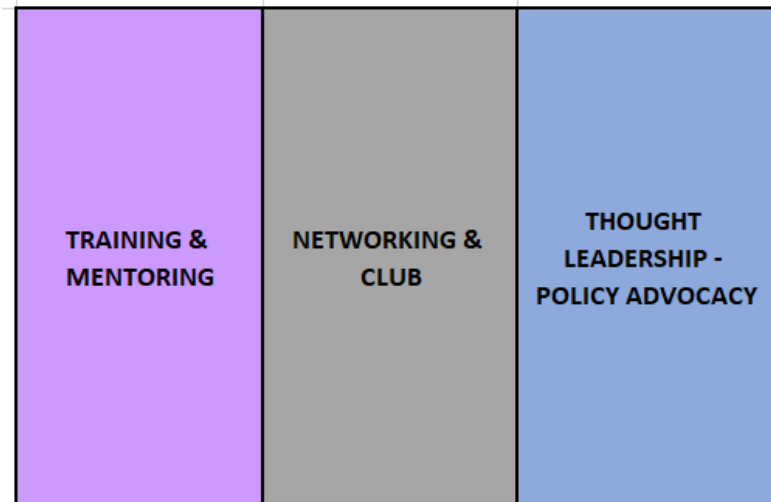 TRAINING &
MENTORING
NETWORKING &
CLUB
THOUGHT
LEADERSHIP -
POLICY ADVOCACY